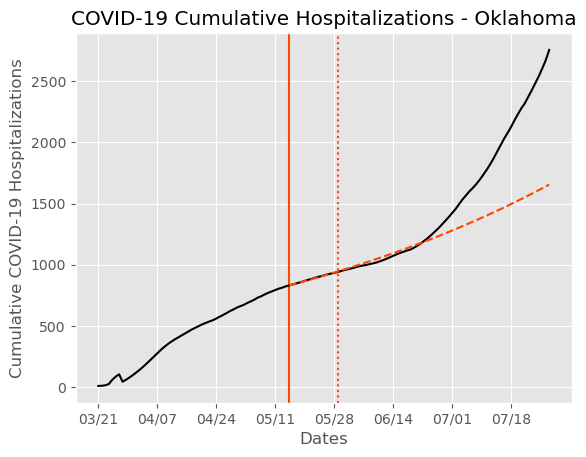 COVID-19 Cumulative Hospitalizations - Oklahoma
Cumulative COVID-19 Hospitalizations
2500
2000
1500
1000
500
0
03/21 04/07 04/24 05/11 05/28 06/14 07/01 07/18
Dates